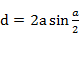 d = 2a sin a/2